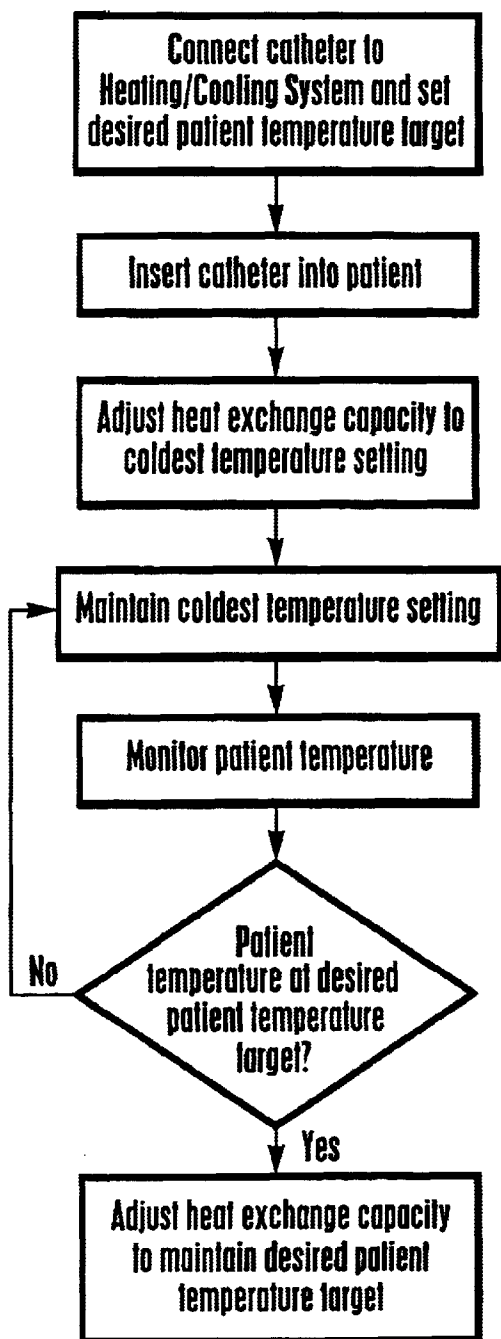 Connect catheter to
Heating/Cooling System and set
desired patient temperature target
Insert catheter into patient
Adjust heat exchange capacity to
coldest temperature setting
Maintain coldest temperature setting
Monitor patient temperature
Patient
temperature at desired
patient temperature
target?
No
Yes
Adjust heat exchange capacity
to maintain desired patient
temperature target